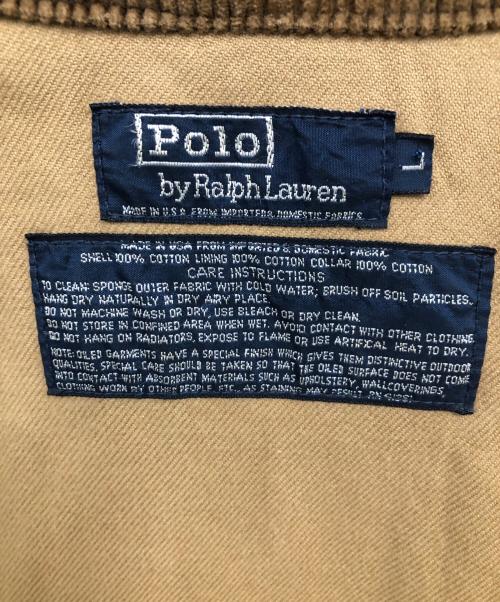 Polo
by Ralph Lauren
MADE IN U.S.A. FROM IMPORTED & DOMESTIC FABRICS
L
MADE IN USA FROM IMPORTED & DOMESTIC FABRIC
SHELL 100% COTTON LINING 100% COTTON COLLAR 100% COTTON
CARE INSTRUCTIONS
TO CLEAN: SPONGE OUTER FABRIC WITH COLD WATER; BRUSH OFF SOIL PARTICLES.
HANG DRY NATURALLY IN DRY AIRY PLACE.
DO NOT MACHINE WASH OR DRY, USE BLEACH OR DRY CLEAN.
DO NOT STORE IN CONFINED AREA WHEN WET. AVOID CONTACT WITH OTHER CLOTHING.
DO NOT HANG ON RADIATORS, EXPOSE TO FLAME OR USE ARTIFICAL HEAT TO DRY.
NOTE: OILED GARMENTS HAVE A SPECIAL FINISH WHICH GIVES THEM DISTINCTIVE OUTDOOR
QUALITIES, SPECIAL CARE SHOULD BE TAKEN SO THAT THE OILED SURFACE DOES NOT COME
INTO CONTACT WITH ABSORBENT MATERIALS SUCH AS UPHOLSTERY, WALLCOVERINGS,
CLOTHING WORN BY OTHER PEOPLE, ETC., AS STAINING MAY RESULT. RN 41381